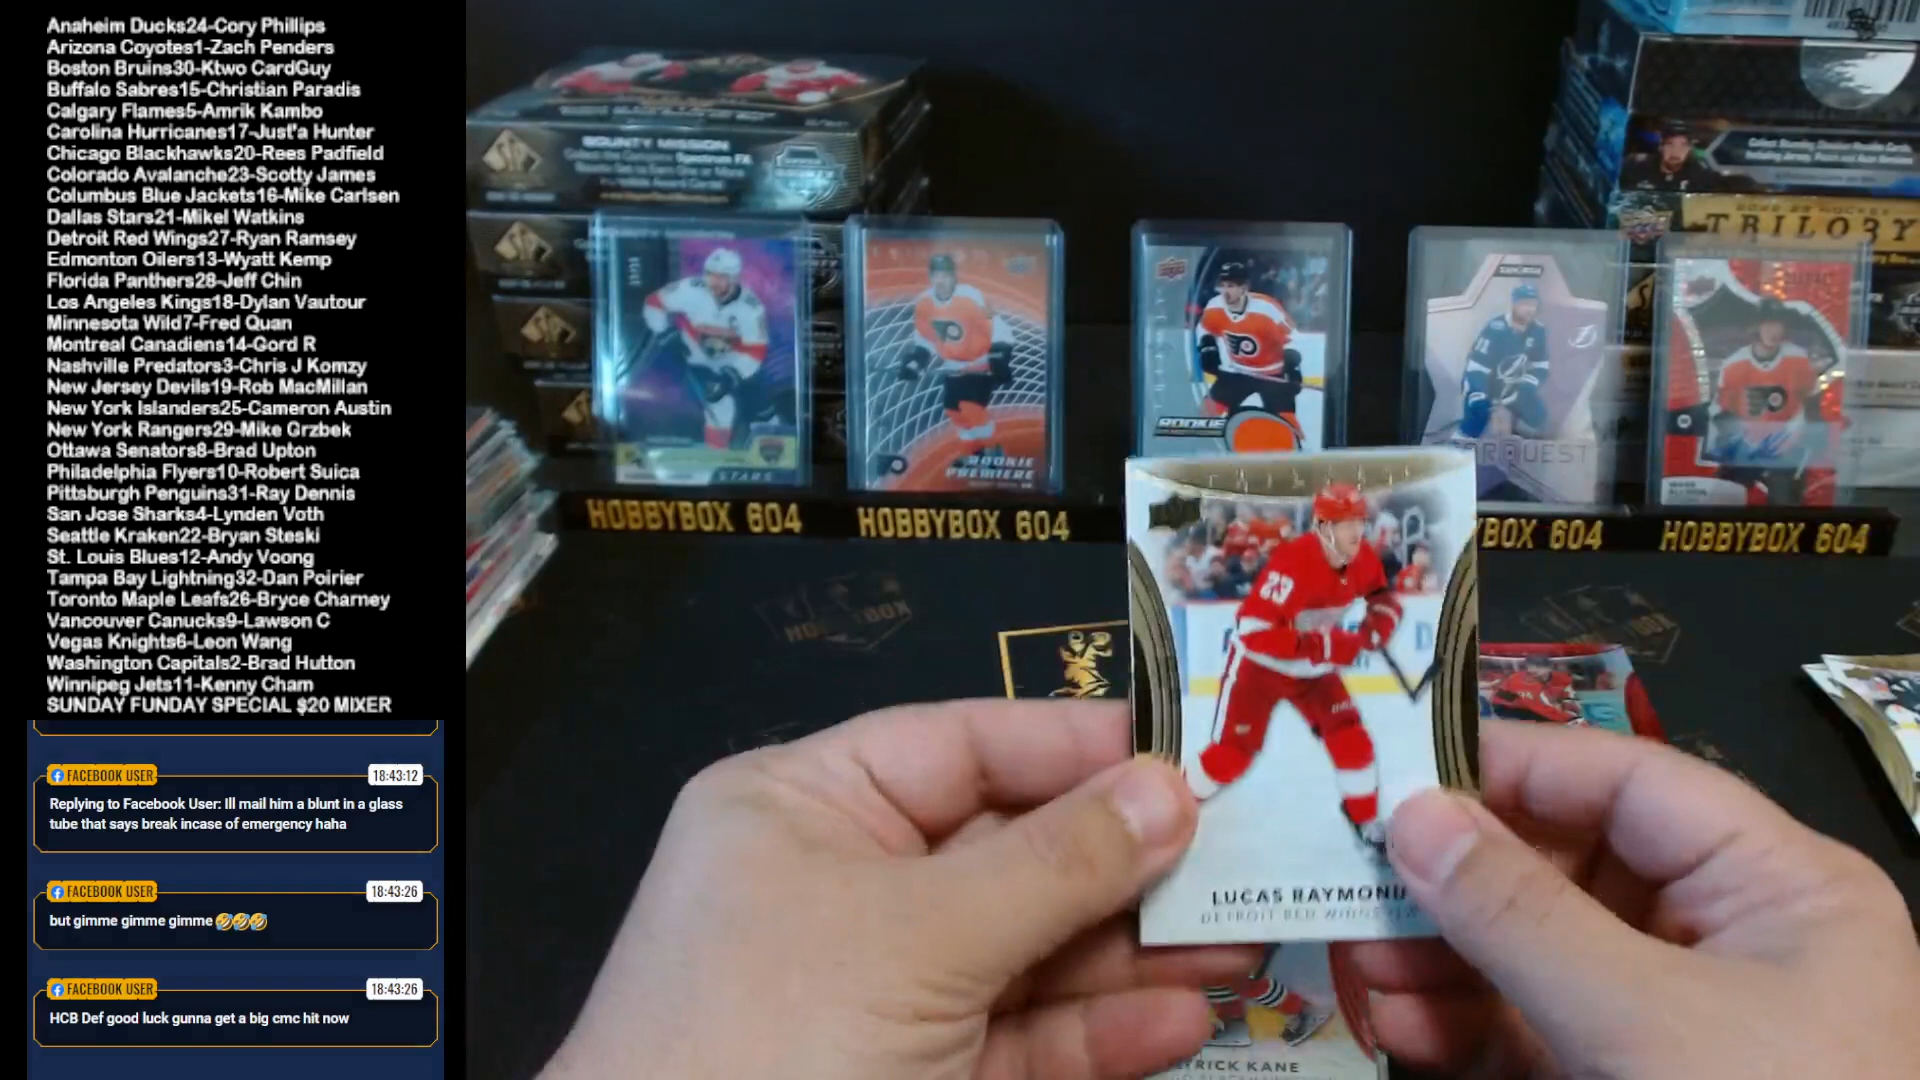 Anaheim Ducks24-Cory Phillips
Arizona Coyotes1-Zach Penders
Boston Bruins30-Ktwo CardGuy
Buffalo Sabres15-Christian Paradis
Calgary Flames5-Amrik Kambo
Carolina Hurricanes17-Just'a Hunter
Chicago Blackhawks20-Rees Padfield
Colorado Avalanche23-Scotty James
Columbus Blue Jackets16-Mike Carlsen
Dallas Stars21-Mikel Watkins
Detroit Red Wings27-Ryan Ramsey
Edmonton Oilers13-Wyatt Kemp
Florida Panthers28-Jeff Chin
Los Angeles Kings18-Dylan Vautour
Minnesota Wild7-Fred Quan
Montreal Canadiens14-Gord R
Nashville Predators3-Chris J Komzy
New Jersey Devils19-Rob MacMillan
New York Islanders25-Cameron Austin
New York Rangers29-Mike Grzbek
Ottawa Senators8-Brad Upton
Philadelphia Flyers10-Robert Suica
Pittsburgh Penguins31-Ray Dennis
San Jose Sharks4-Lynden Voth
Seattle Kraken22-Bryan Steski
St. Louis Blues12-Andy Voong
Tampa Bay Lightning32-Dan Poirier
Toronto Maple Leafs26-Bryce Charney
Vancouver Canucks9-Lawson C
Vegas Knights6-Leon Wang
Washington Capitals2-Brad Hutton
Winnipeg Jets11-Kenny Cham
SUNDAY FUNDAY SPECIAL $20 MIXER
FACEBOOK USER
18:43:12
Replying to Facebook User: Ill mail him a blunt in a glass
tube that says break incase of emergency haha
FACEBOOK USER
18:43:26
but gimme gimme gimme 🤣🤣🤣
FACEBOOK USER
18:43:26
HCB Def good luck gunna get a big cmc hit now
BOUNTY MISSION
TRILOGY
STARS
ROOKIE
PREMIERE
ROOKIE
QUEST
HOBBYBOX 604
HOBBYBOX 604
BOX 604
HOBBYBOX 604
23
LUCAS RAYMOND
DETROIT RED WINGS
TRICK KANE